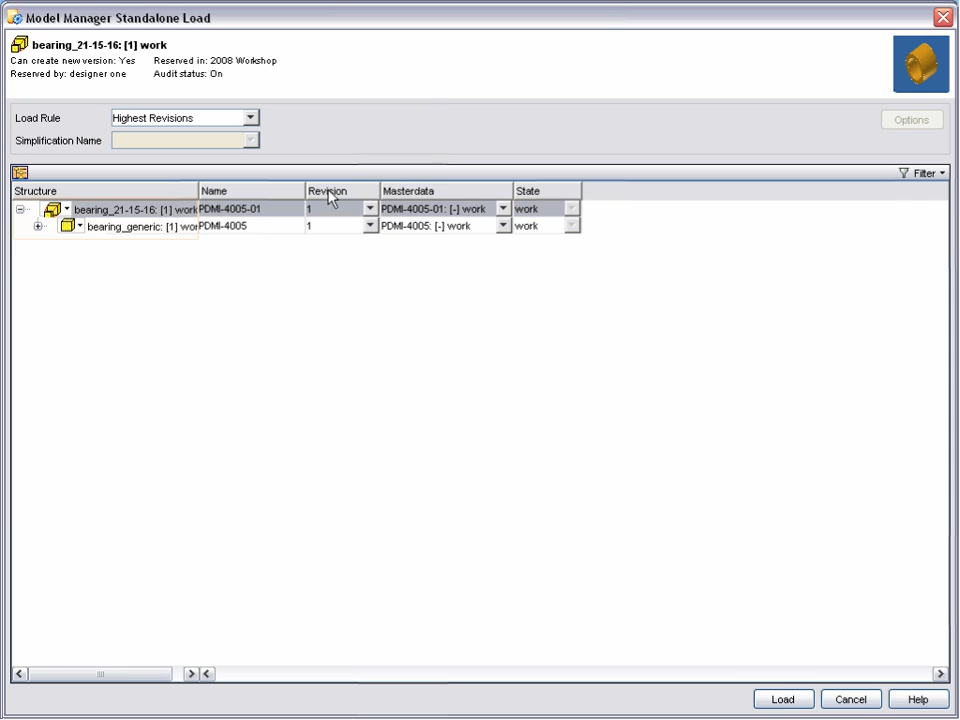 Model Manager Standalone Load
bearing_21-15-16: [1] work
Can create new version: Yes Reserved in: 2008 Workshop
Reserved by: designer one Audit status: On
Load Rule Highest Revisions Options
Simplification Name
Filter
Structure Name Revision Masterdata State
bearing_21-15-16: [1] work PDMI-4005-01 1 PDMI-4005-01: [-] work work
bearing_generic: [1] wor PDMI-4005 1 PDMI-4005: [-] work work
Load Cancel Help